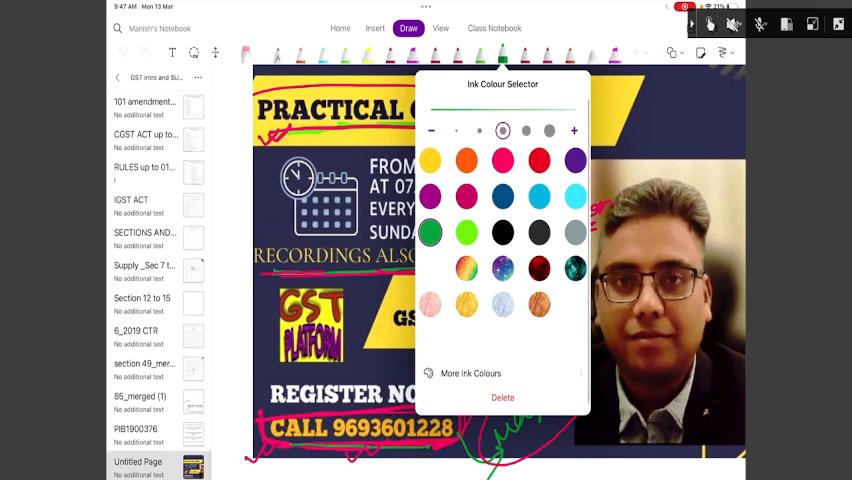 9:47 AM Mon 13 Mar
21%
Manish's Notebook
Home Insert Draw View Class Notebook
GST intro and SU...
101 amendment...
No additional text
CGST ACT up to...
No additional text
RULES up to 01...
!
IGST ACT
No additional text
SECTIONS AND...
No additional text
Supply _Sec 7 t...
No additional text
Section 12 to 15
No additional text
6_2019 CTR
No additional text
section 49_mer...
No additional text
85_merged (1)
No additional text
PIB1900376
No additional text
Untitled Page
No additional text
Ink Colour Selector
More Ink Colours
Delete
PRACTICAL
FROM
AT 07
EVERY
SUNDA
RECORDINGS ALSO
GST
PLATFORM
GS
REGISTER NO
CALL 9693601228